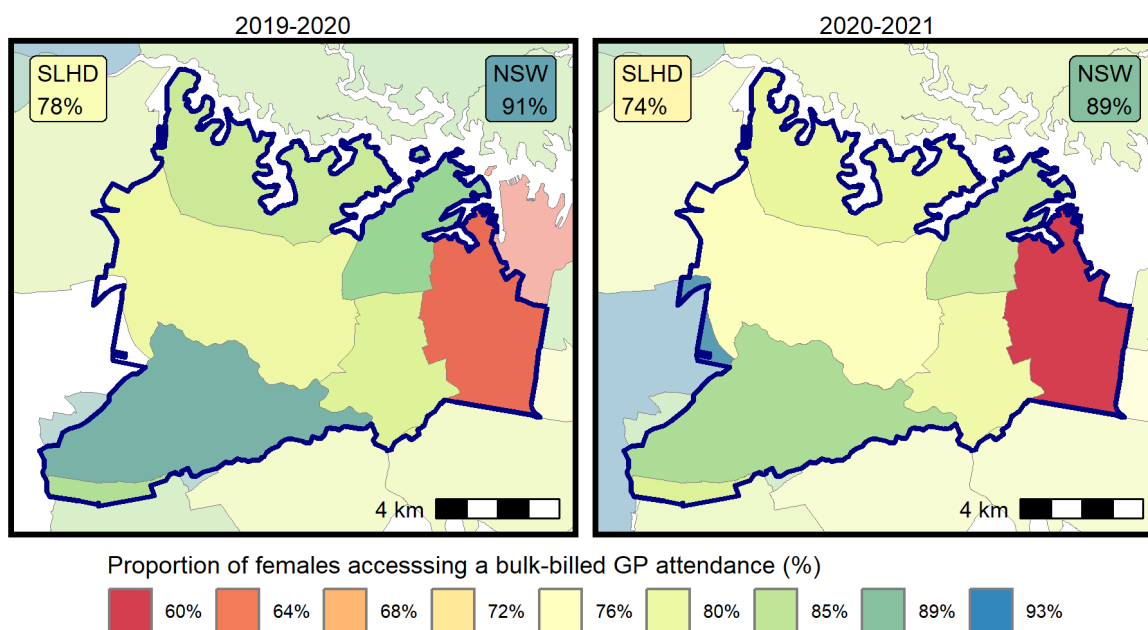 2019-2020
2020-2021
SLHD
78%
NSW
91%
SLHD
74%
NSW
89%
4 km
4 km
Proportion of females accesssing a bulk-billed GP attendance (%)
60% 64% 68% 72% 76% 80% 85% 89% 93%